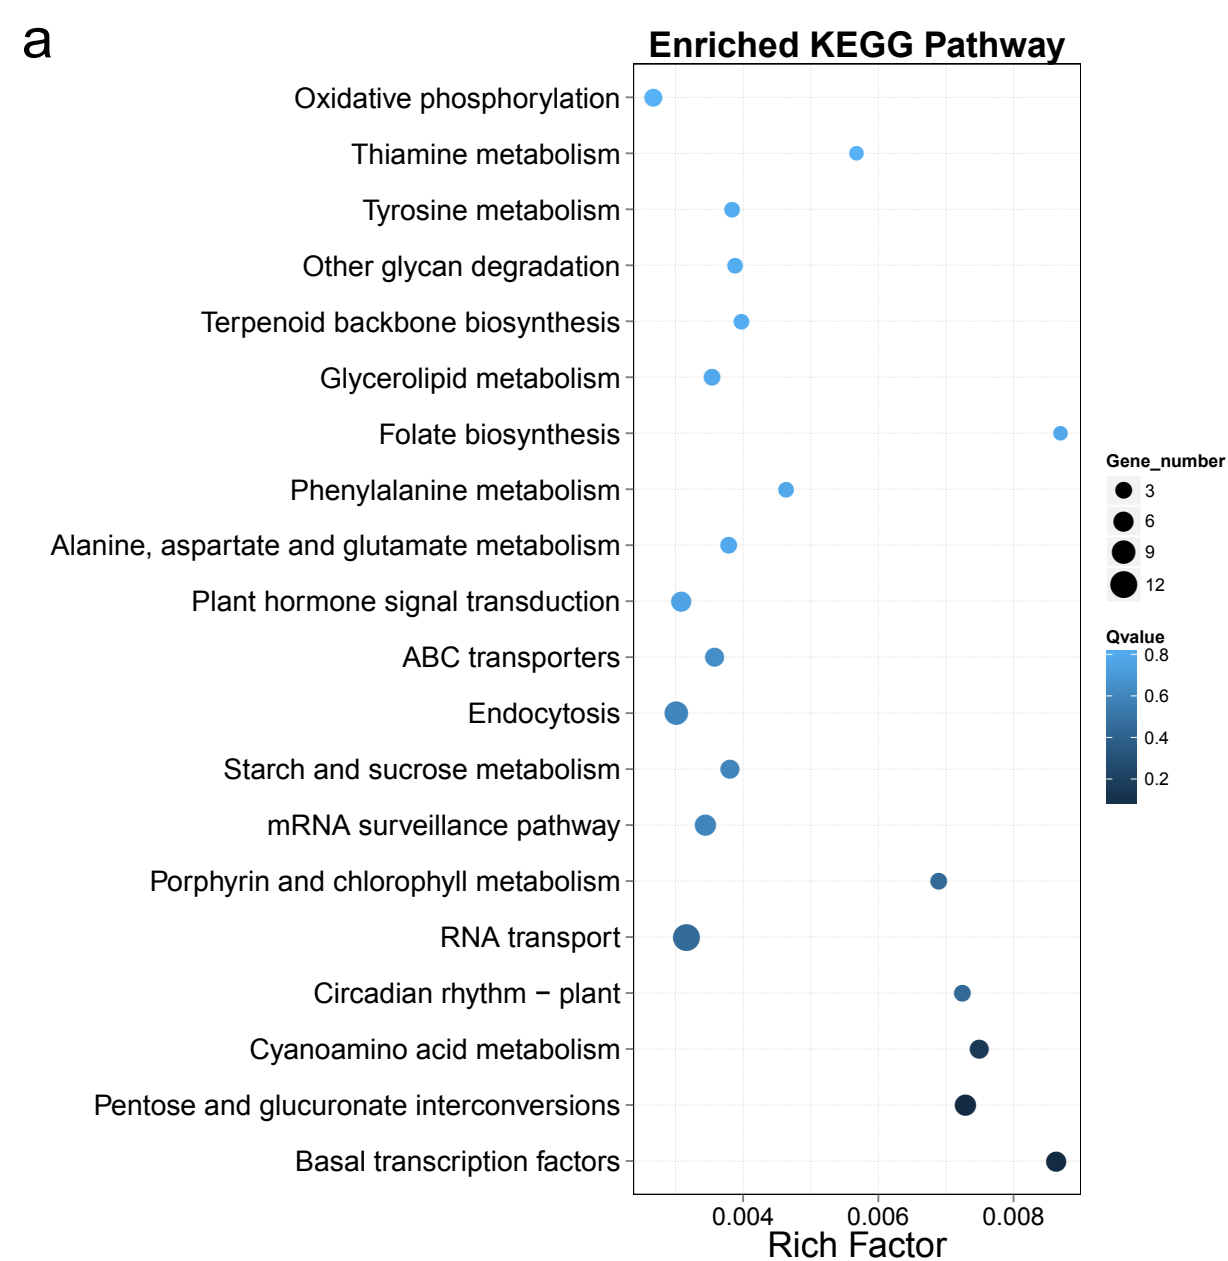 a
Enriched KEGG Pathway
Oxidative phosphorylation
Thiamine metabolism
Tyrosine metabolism
Other glycan degradation
Terpenoid backbone biosynthesis
Glycerolipid metabolism
Folate biosynthesis
Phenylalanine metabolism
Alanine, aspartate and glutamate metabolism
Plant hormone signal transduction
ABC transporters
Endocytosis
Starch and sucrose metabolism
mRNA surveillance pathway
Porphyrin and chlorophyll metabolism
RNA transport
Circadian rhythm − plant
Cyanoamino acid metabolism
Pentose and glucuronate interconversions
Basal transcription factors
0.004 0.006 0.008
Rich Factor
Gene_number
3
6
9
12
Qvalue
0.8
0.6
0.4
0.2